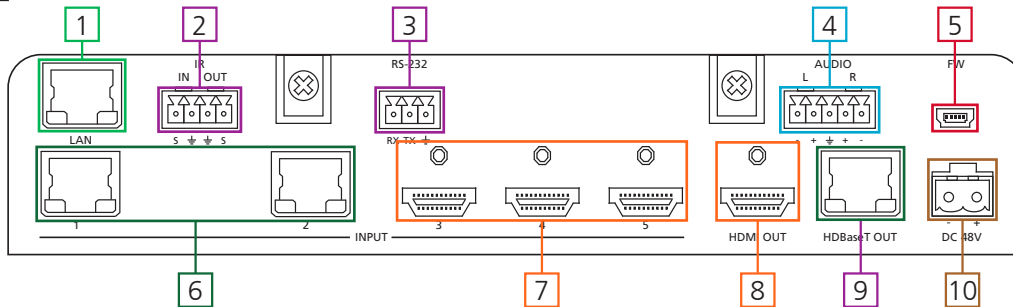 1 2 3 4 5
IR RS-232 AUDIO FW
IN OUT L R
LAN S ⏚ ⏚ S RX TX ⏚ - + ⏚ + -
1 2 3 4 5 - +
INPUT HDMI OUT HDBaseT OUT DC 48V
6 7 8 9 10